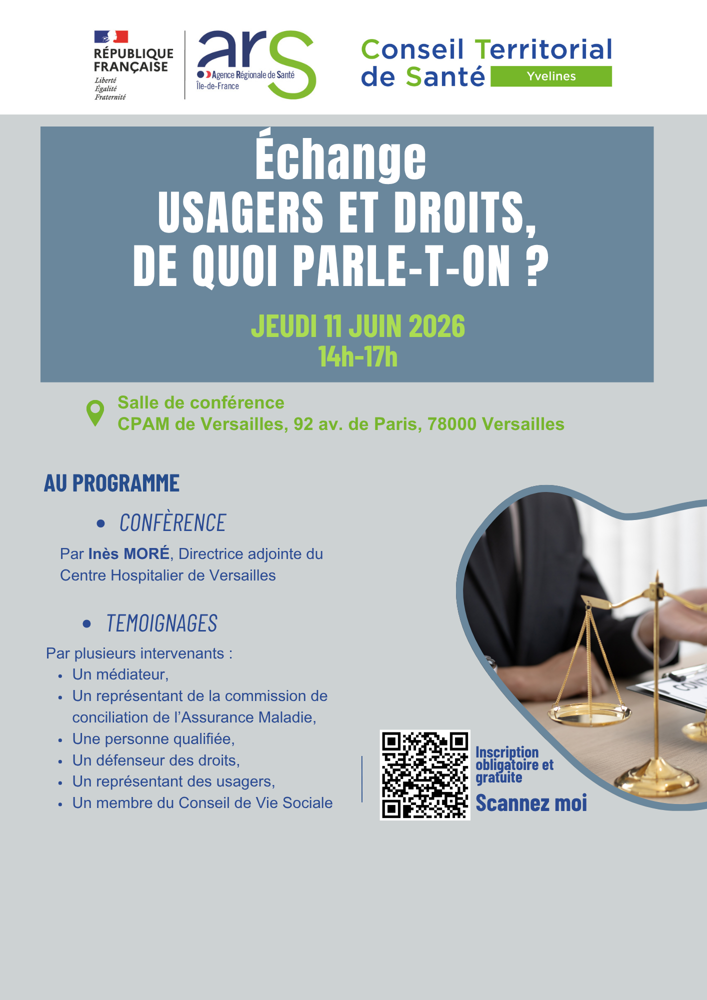 RÉPUBLIQUE
FRANÇAISE
Liberté
Égalité
Fraternité
ars
Agence Régionale de Santé
Île-de-France
Conseil Territorial
de Santé
Yvelines
Échange
USAGERS ET DROITS,
DE QUOI PARLE-T-ON ?
JEUDI 11 JUIN 2026
14h-17h
Salle de conférence
CPAM de Versailles, 92 av. de Paris, 78000 Versailles
AU PROGRAMME
• CONFÈRENCE
Par Inès MORÉ, Directrice adjointe du
Centre Hospitalier de Versailles
• TEMOIGNAGES
Par plusieurs intervenants :
• Un médiateur,
• Un représentant de la commission de
conciliation de l’Assurance Maladie,
• Une personne qualifiée,
• Un défenseur des droits,
• Un représentant des usagers,
• Un membre du Conseil de Vie Sociale
Inscription
obligatoire et
gratuite
Scannez moi